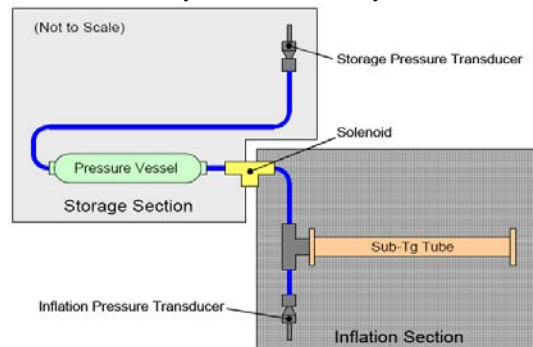 (Not to Scale)
Storage Pressure Transducer
Solenoid
Pressure Vessel
Storage Section
Sub-Tg Tube
Inflation Pressure Transducer
Inflation Section